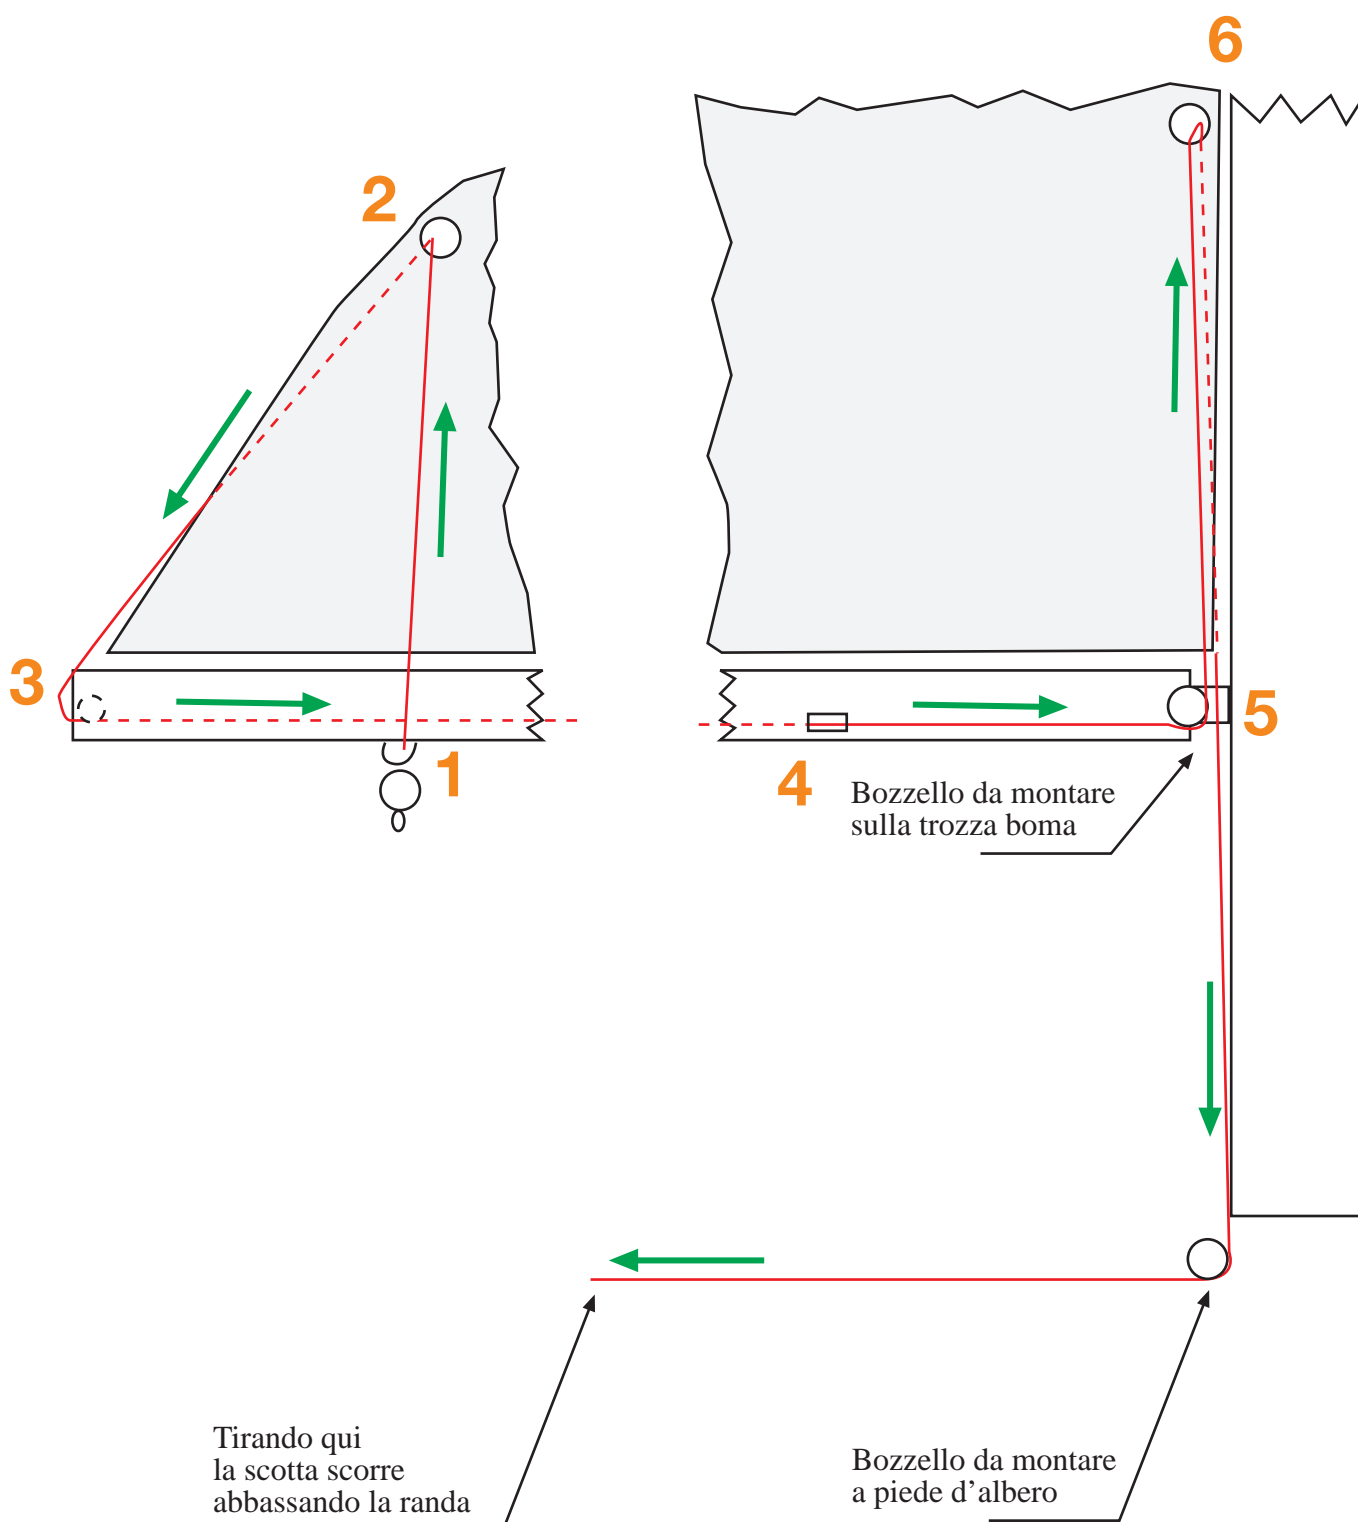 6
2
3
5
1
4
Bozzello da montare
sulla trozza boma
Tirando qui
la scotta scorre
abbassando la randa
Bozzello da montare
a piede d’albero